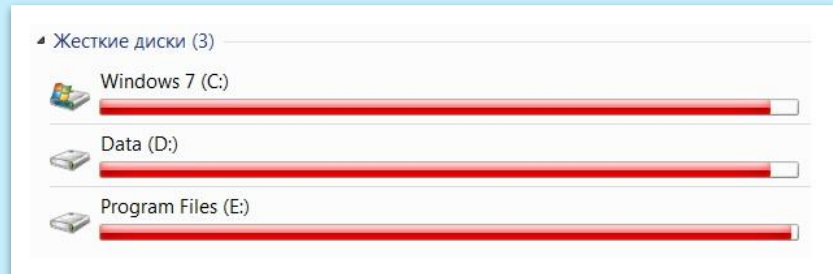 Жесткие диски (3)
Windows 7 (C:)
Data (D:)
Program Files (E:)